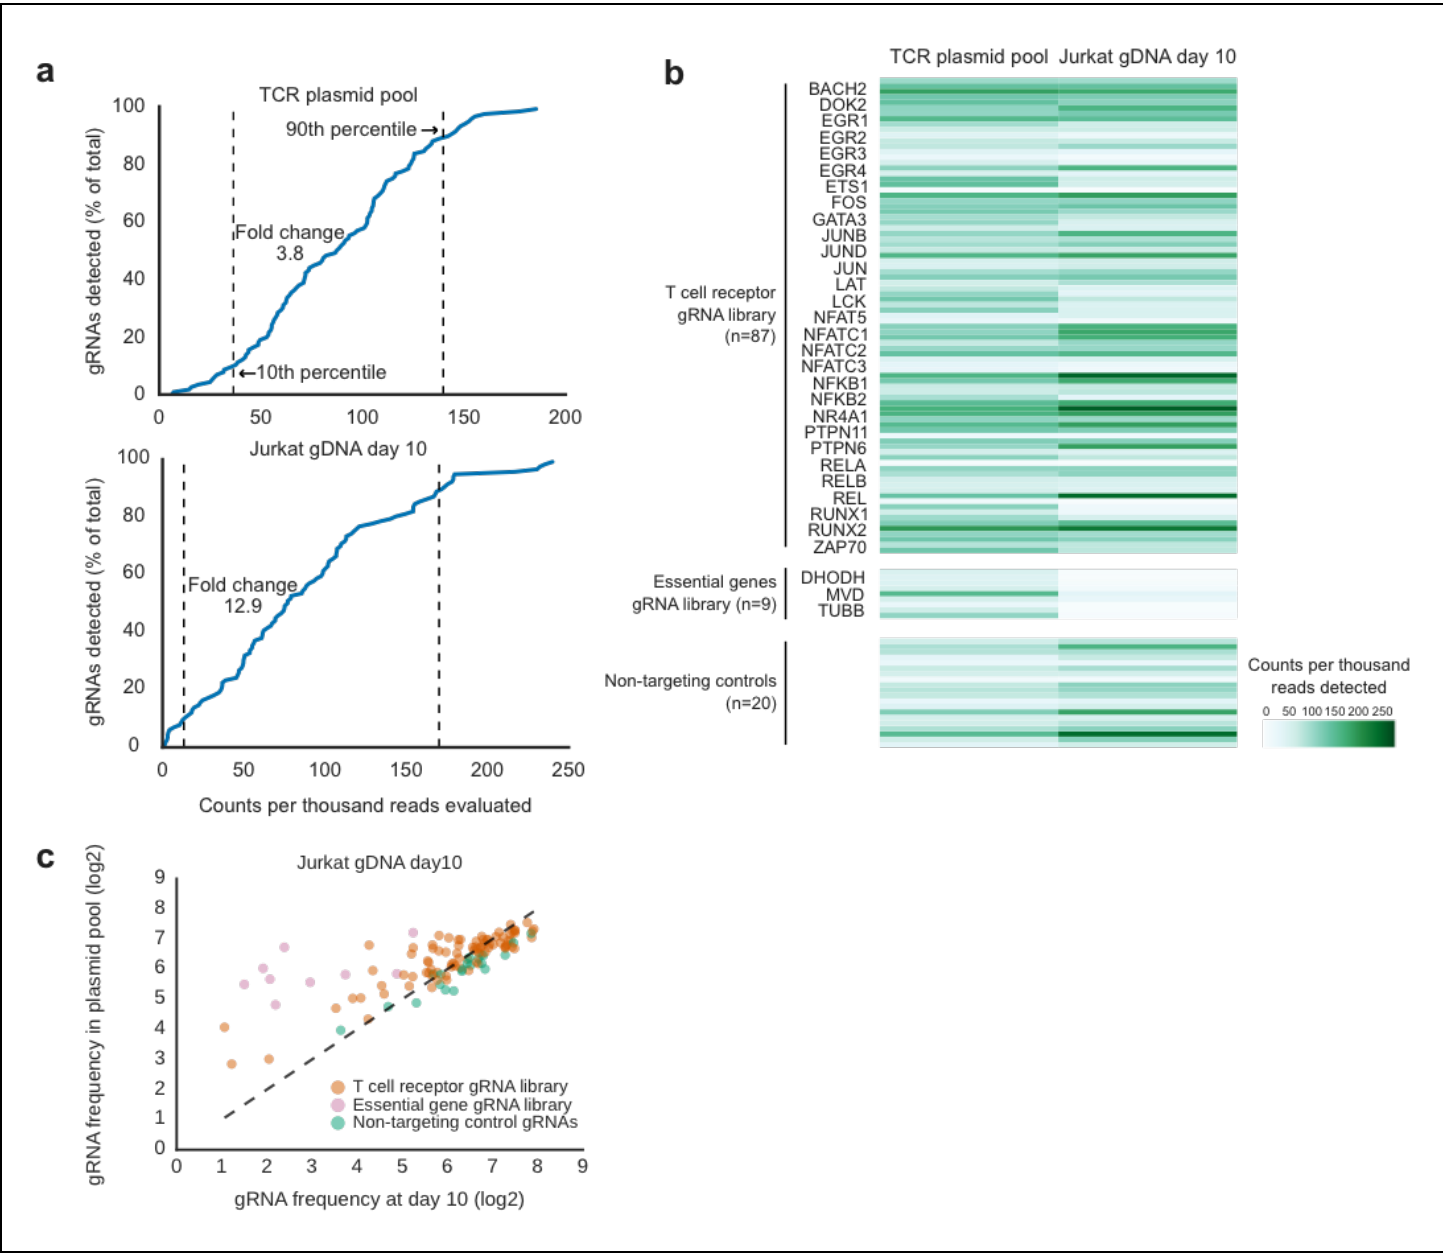 a
TCR plasmid pool
90th percentile
Fold change
3.8
10th percentile
gRNAs detected (% of total)
100
80
60
40
20
0
0 50 100 150 200
Jurkat gDNA day 10
Fold change
12.9
gRNAs detected (% of total)
100
80
60
40
20
0
0 50 100 150 200 250
Counts per thousand reads evaluated
b
TCR plasmid pool Jurkat gDNA day 10
T cell receptor
gRNA library
(n=87)
BACH2
DOK2
EGR1
EGR2
EGR3
EGR4
ETS1
FOS
GATA3
JUNB
JUND
JUN
LAT
LCK
NFAT5
NFATC1
NFATC2
NFATC3
NFKB1
NFKB2
NR4A1
PTPN11
PTPN6
RELA
RELB
REL
RUNX1
RUNX2
ZAP70
Essential genes
gRNA library (n=9)
DHODH
MVD
TUBB
Non-targeting controls
(n=20)
Counts per thousand
reads detected
0 50 100 150 200 250
c
Jurkat gDNA day10
gRNA frequency in plasmid pool (log2)
9
8
7
6
5
4
3
2
1
0
T cell receptor gRNA library
Essential gene gRNA library
Non-targeting control gRNAs
0 1 2 3 4 5 6 7 8 9
gRNA frequency at day 10 (log2)